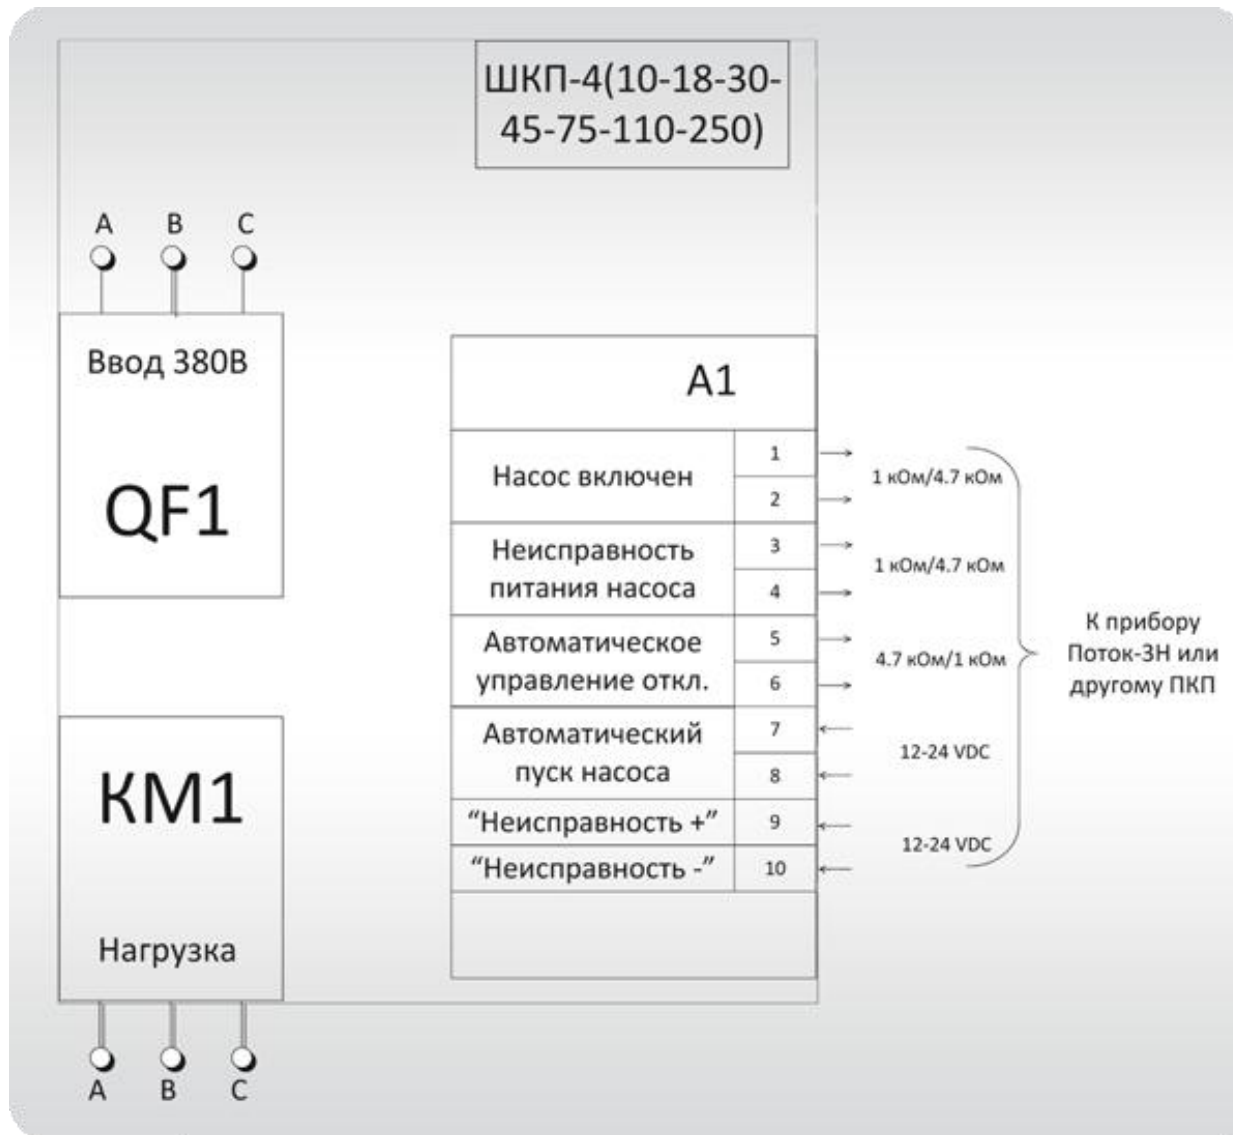 ШКП-4(10-18-30-
45-75-110-250)
А В С
Ввод 380В
QF1
КМ1
Нагрузка
А В С
А1
Насос включен
1
2
1 кОм/4.7 кОм
Неисправность
питания насоса
3
4
1 кОм/4.7 кОм
Автоматическое
управление откл.
5
6
4.7 кОм/1 кОм
Автоматический
пуск насоса
7
8
12-24 VDC
“Неисправность +”
9
“Неисправность -”
10
12-24 VDC
К прибору
Поток-3Н или
другому ПКП